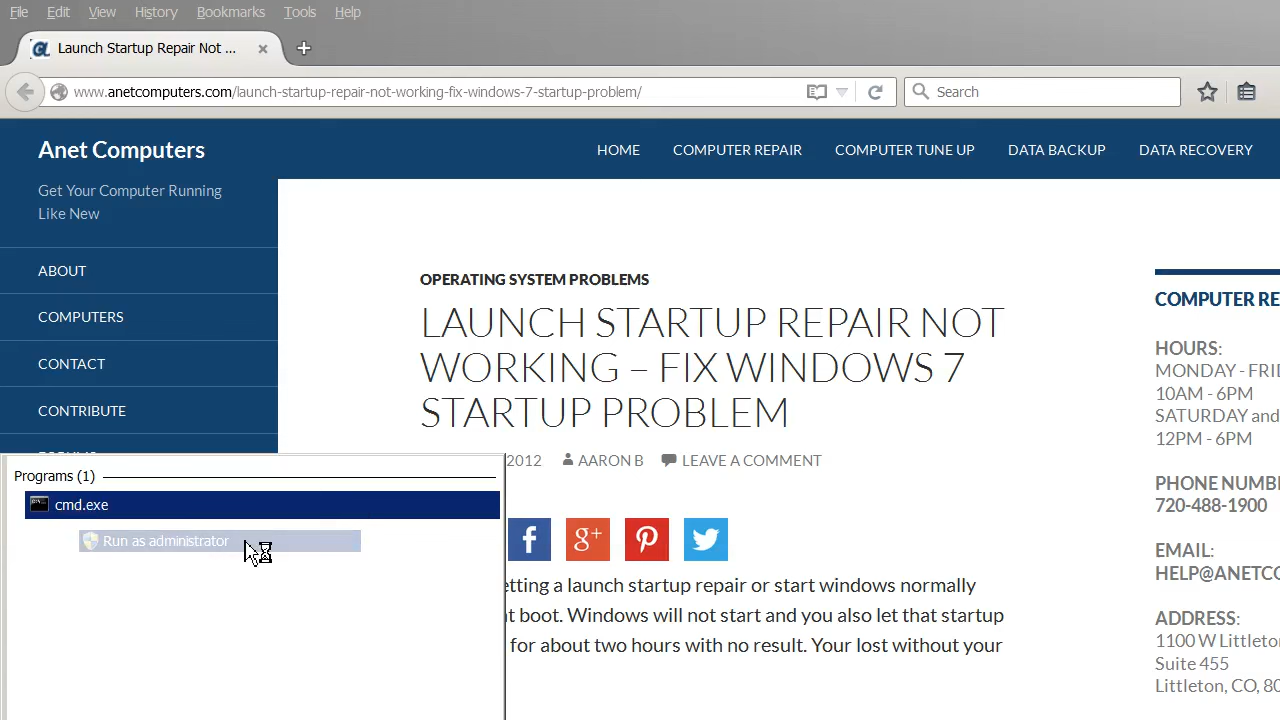 File Edit View History Bookmarks Tools Help
Launch Startup Repair Not ...
www.anetcomputers.com/launch-startup-repair-not-working-fix-windows-7-startup-problem/
Search
Anet Computers
Get Your Computer Running
Like New
HOME COMPUTER REPAIR COMPUTER TUNE UP DATA BACKUP DATA RECOVERY
ABOUT
COMPUTERS
CONTACT
CONTRIBUTE
OPERATING SYSTEM PROBLEMS
LAUNCH STARTUP REPAIR NOT
WORKING – FIX WINDOWS 7
STARTUP PROBLEM
2012 AARON B LEAVE A COMMENT
etting a launch startup repair or start windows normally
t boot. Windows will not start and you also let that startup
for about two hours with no result. Your lost without your
COMPUTER RE
HOURS:
MONDAY - FRI
10AM - 6PM
SATURDAY and
12PM - 6PM
PHONE NUMB
720-488-1900
EMAIL:
HELP@ANETC
ADDRESS:
1100 W Littlet
Suite 455
Littleton, CO, 80
Programs (1)
cmd.exe
Run as administrator